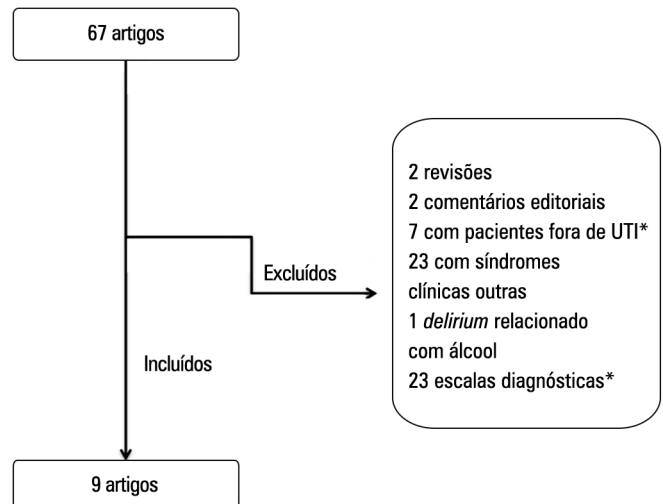 67 artigos
2 revisões
2 comentários editoriais
7 com pacientes fora de UTI*
23 com síndromes
clínicas outras
1 delirium relacionado
com álcool
23 escalas diagnósticas*
Excluídos
Incluídos
9 artigos